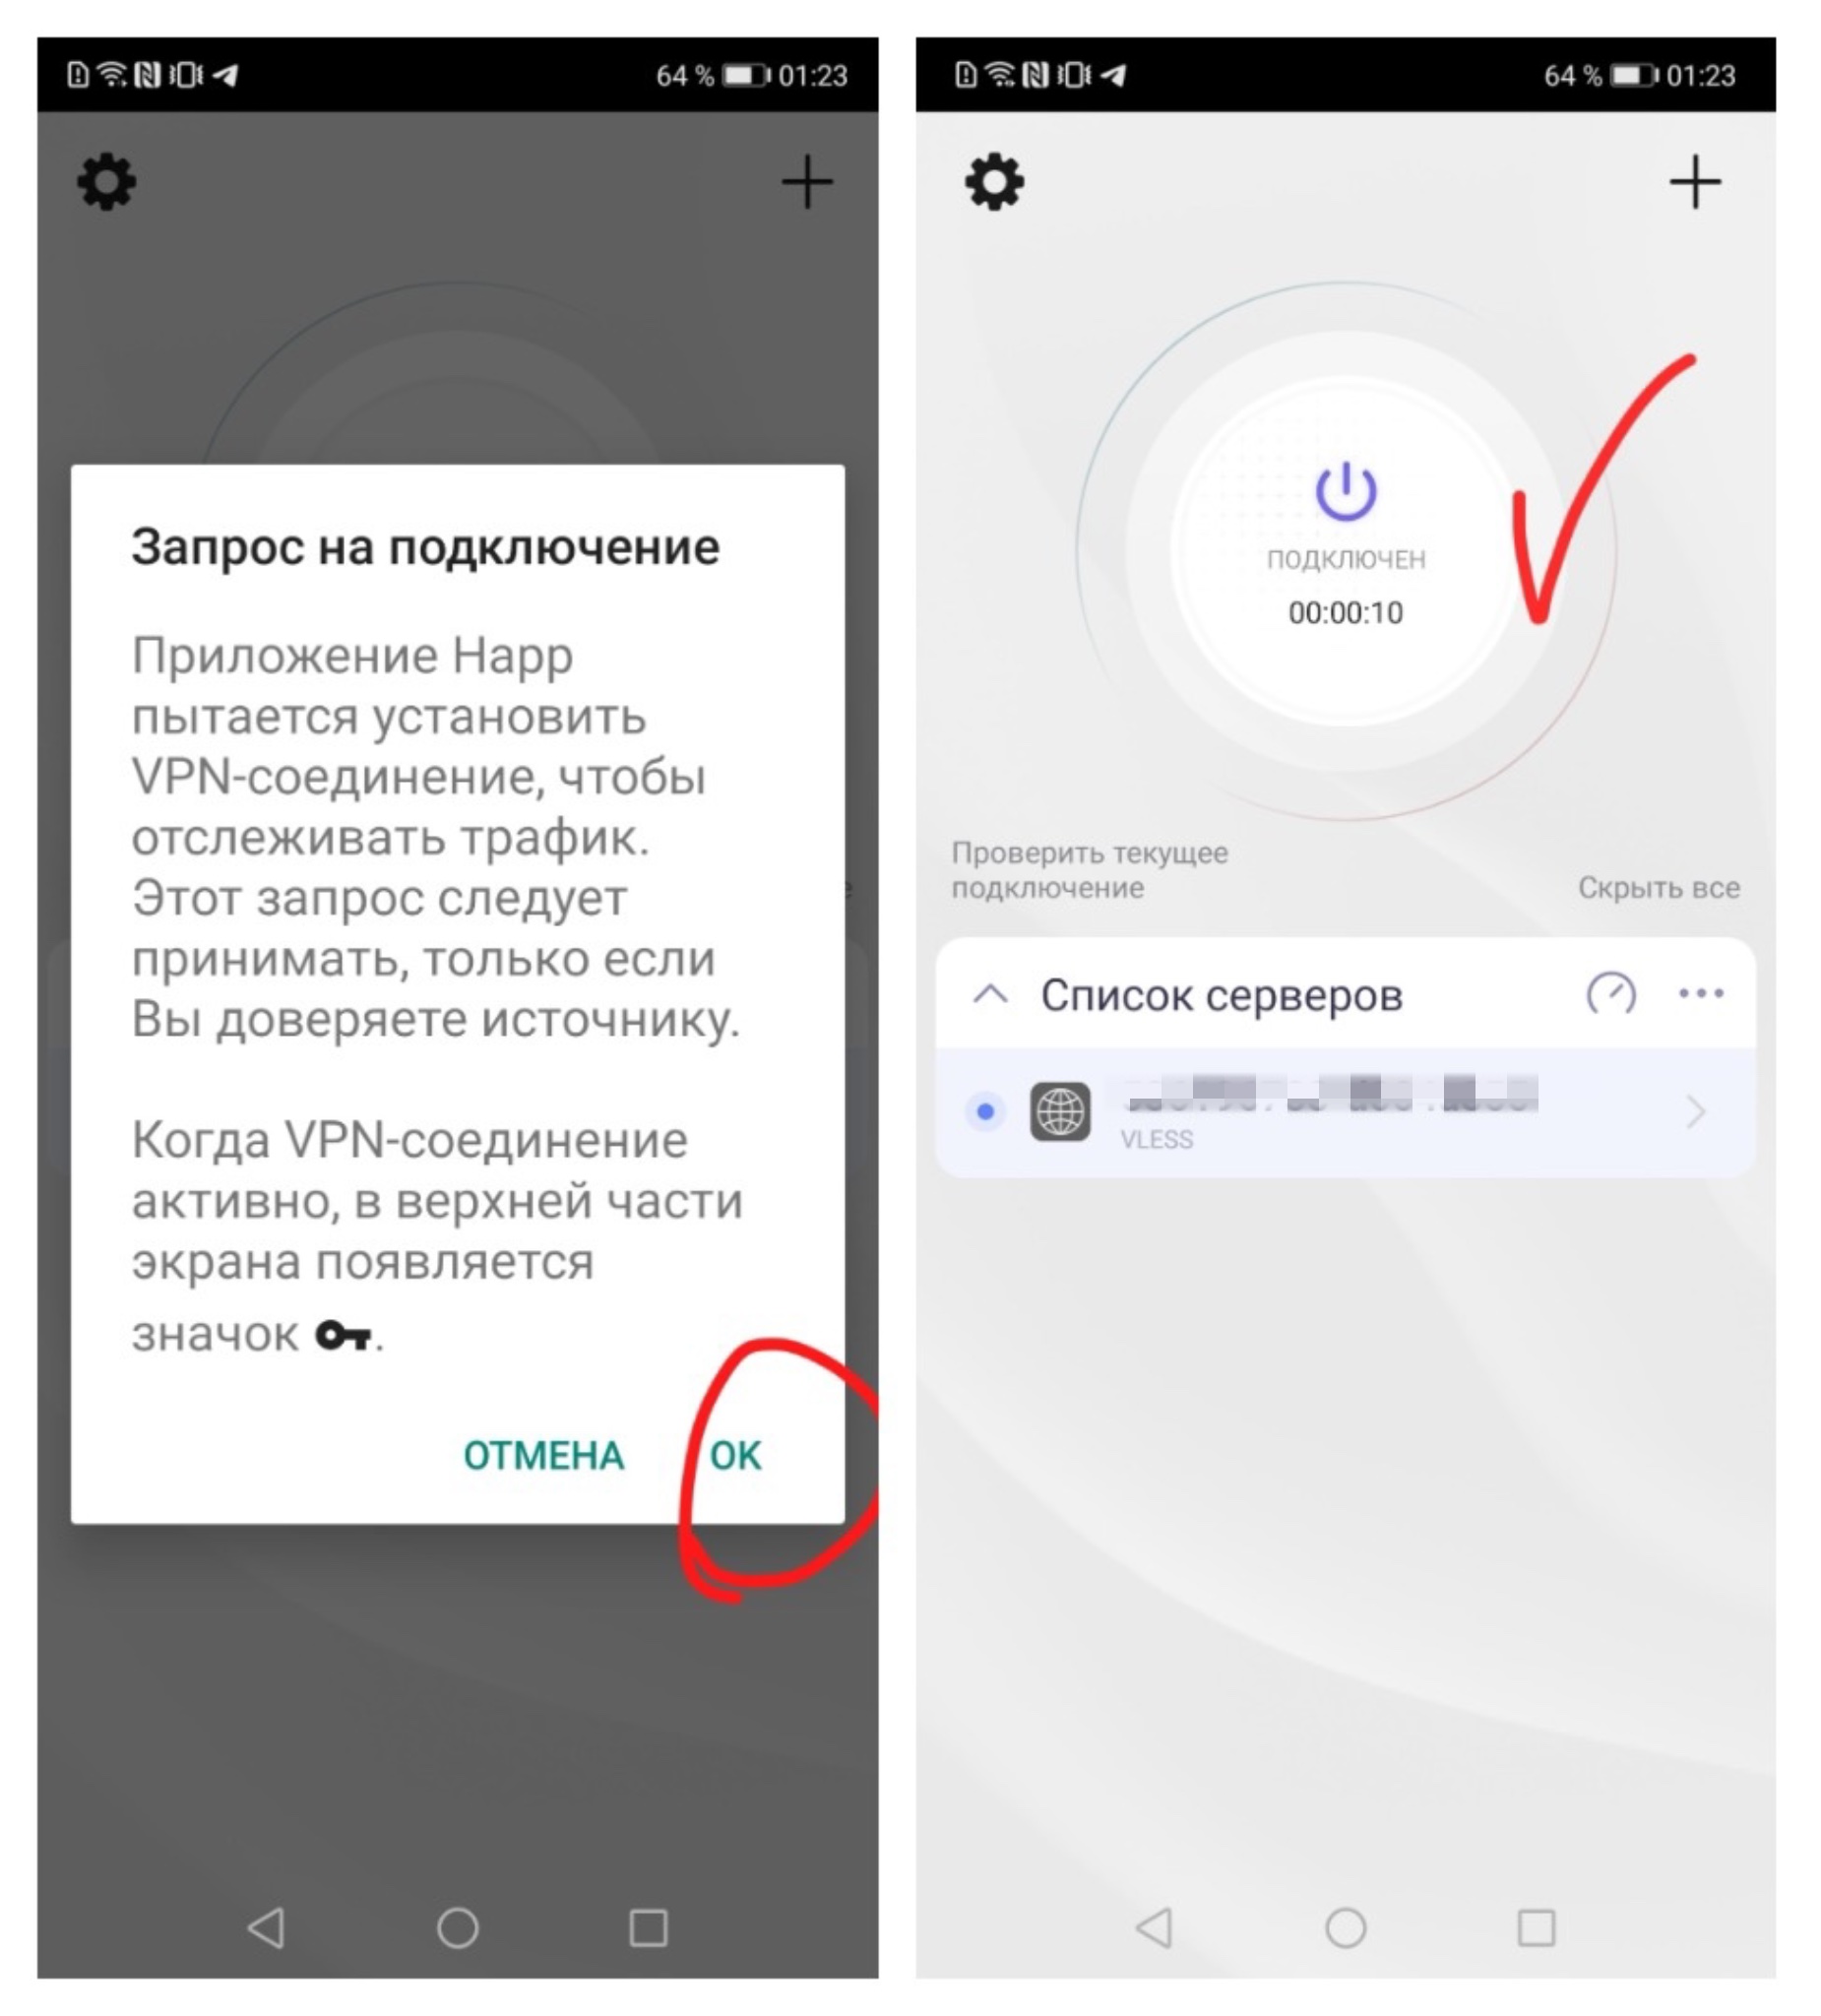 64 % 01:23
Запрос на подключение
Приложение Happ
пытается установить
VPN-соединение, чтобы
отслеживать трафик.
Этот запрос следует
принимать, только если
Вы доверяете источнику.
Когда VPN-соединение
активно, в верхней части
экрана появляется
значок .
ОТМЕНА OK
64 % 01:23
ПОДКЛЮЧЕН
00:00:10
Проверить текущее
подключение
Скрыть все
Список серверов
VLESS